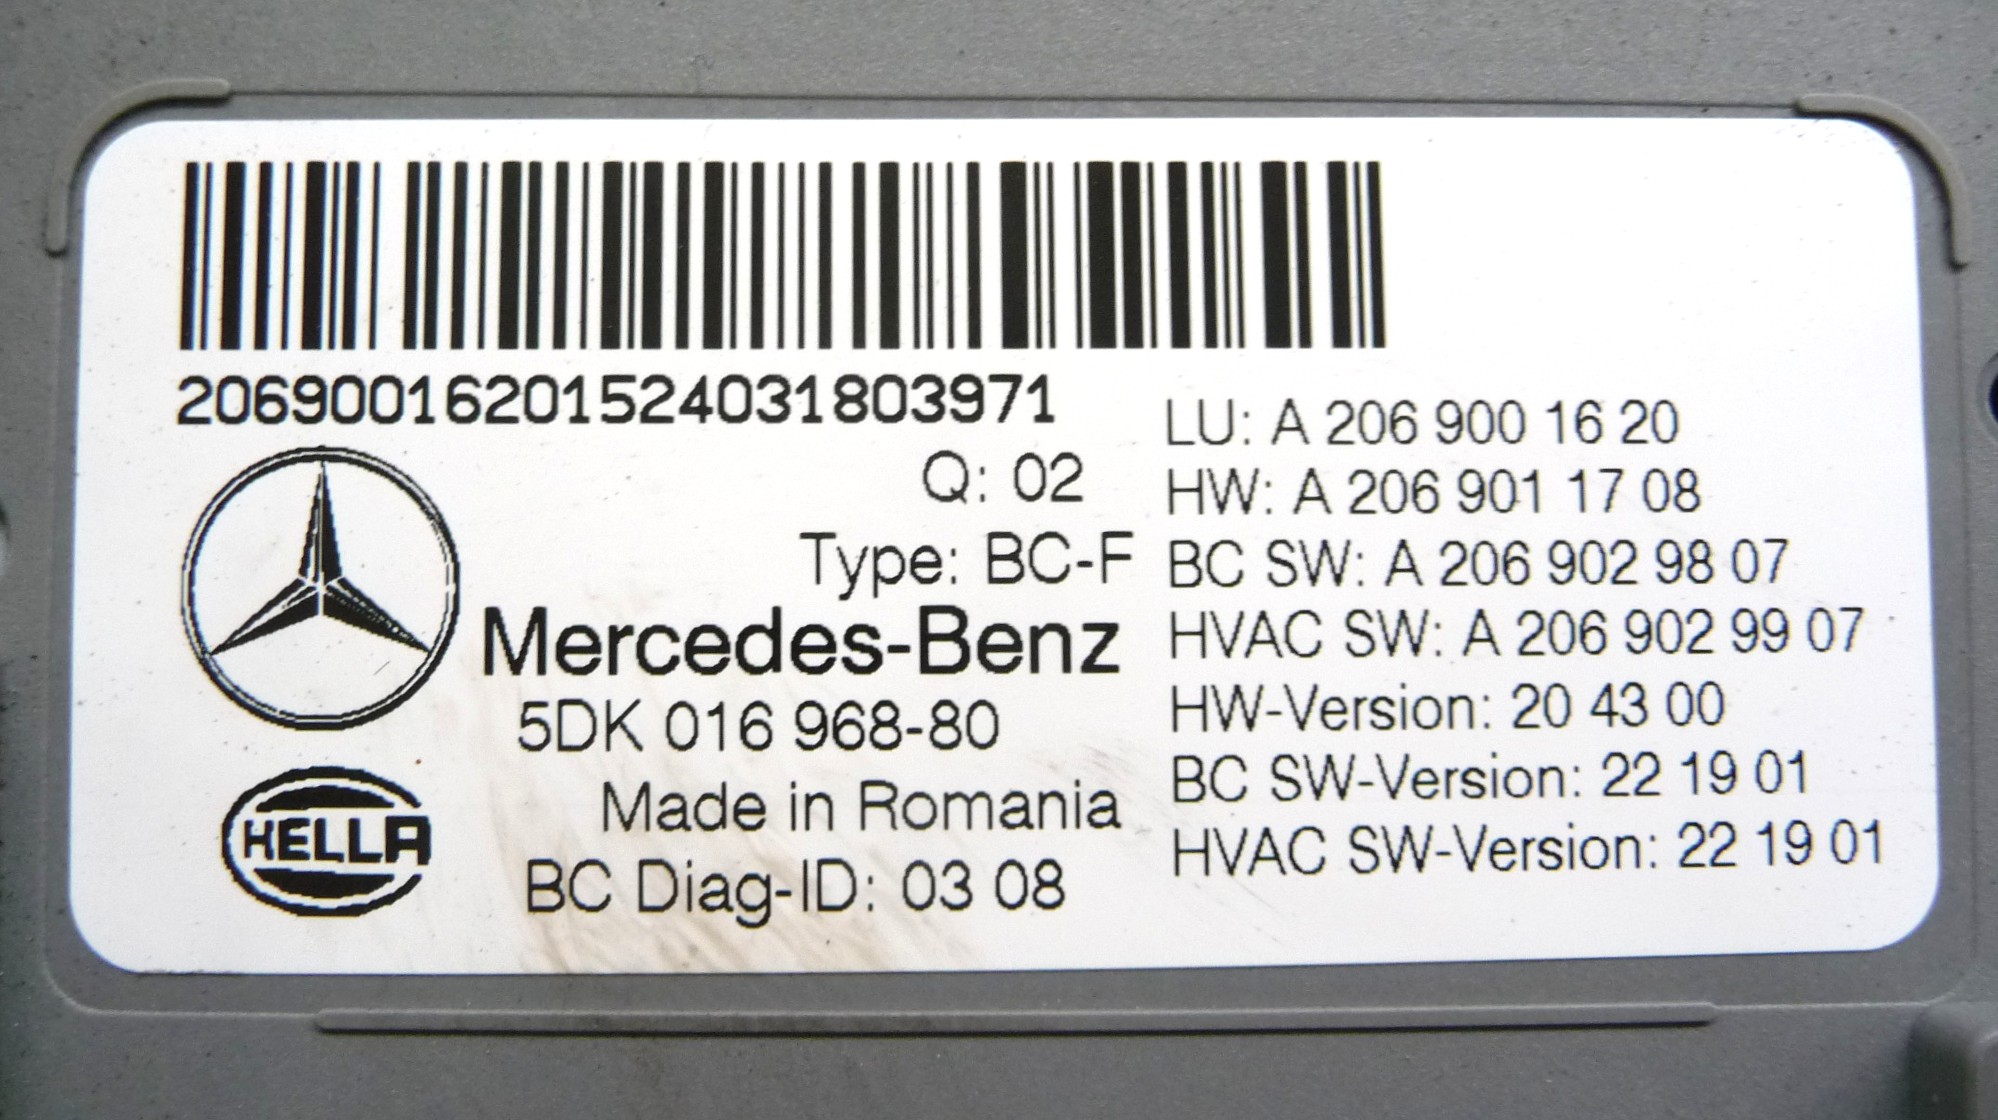 2069001620152403180​3971
Q: 02
Type: BC-F
Mercedes-Benz
5DK 016 968-80
Made in Romania
HELLA
BC Diag-ID: 03 08
LU: A 206 900 16 20
HW: A 206 901 17 08
BC SW: A 206 902 98 07
HVAC SW: A 206 902 99 07
HW-Version: 20 43 00
BC SW-Version: 22 19 01
HVAC SW-Version: 22 19 01